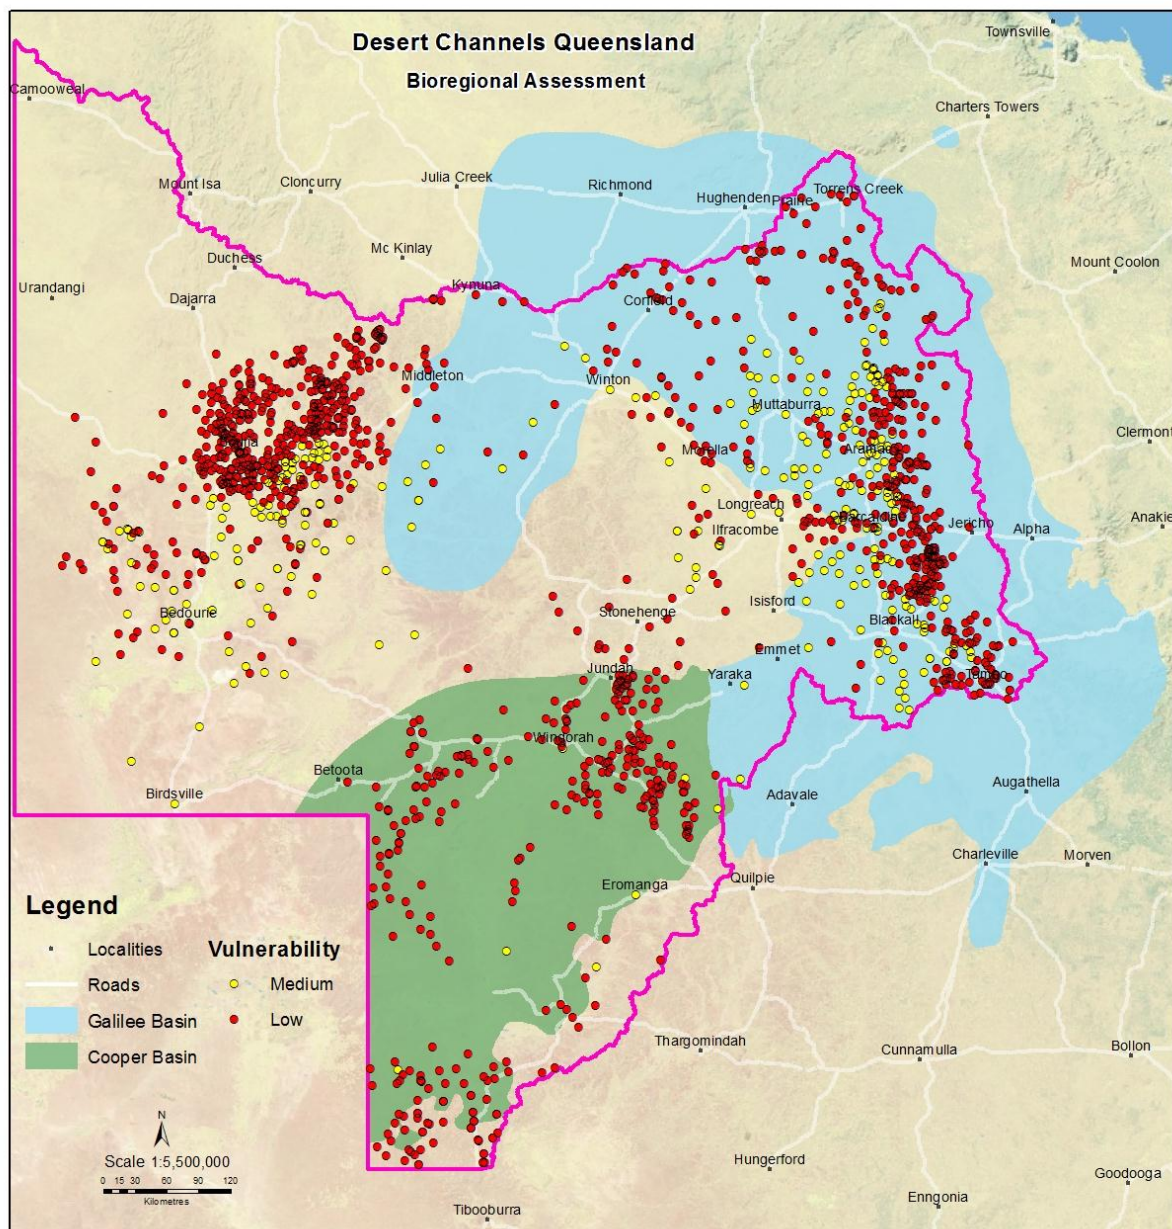 Desert Channels Queensland
Bioregional Assessment
Townsville
Camooweal
Charters Towers
Mount Isa
Cloncurry
Julia Creek
Richmond
Hughenden
Prairie
Torrens Creek
Mc Kinlay
Duchess
Mount Coolon
Urandangi
Dajarra
Kynuna
Corfield
Middleton
Winton
Muttaburra
Clermont
Morella
Aramac
Longreach
Ilfracombe
Barcaldine
Jericho
Alpha
Anakie
Bedourie
Stonehenge
Isisford
Blackall
Emmet
Jundah
Yaraka
Tambo
Windorah
Betoota
Birdsville
Adavale
Augathella
Charleville
Morven
Eromanga
Quilpie
Legend
Localities
Vulnerability
Roads
Medium
Galilee Basin
Low
Cooper Basin
Thargomindah
Cunnamulla
Bollon
N
Scale 1:5,500,000
0 15 30 60 90 120
Kilometres
Hungerford
Goodooga
Enngonia
Tibooburra